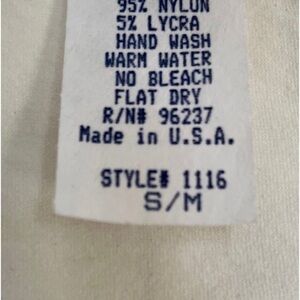 95% NYLON
5% LYCRA
HAND WASH
WARM WATER
NO BLEACH
FLAT DRY
R/N# 96237
Made in U.S.A.
STYLE# 1116
S/M